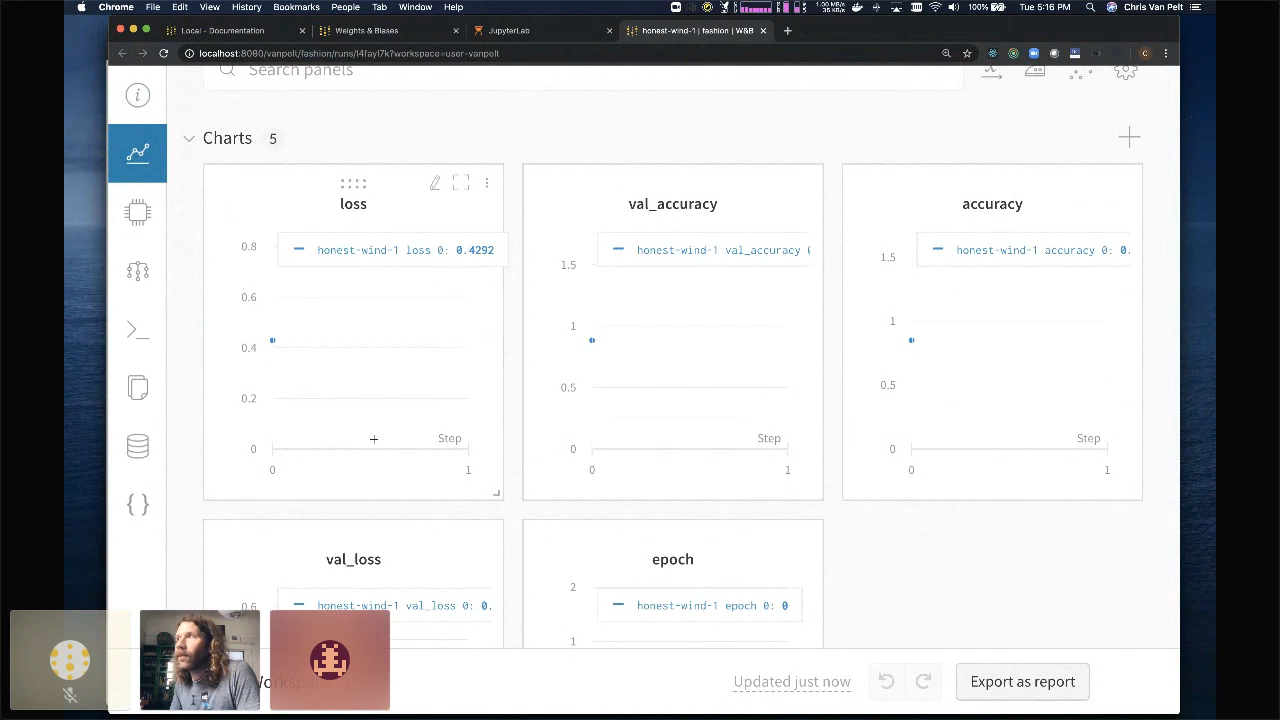 Chrome File Edit View History Bookmarks People Tab Window Help 100% Tue 5:16 PM Chris Van Pelt
Local - Documentation Weights & Biases JupyterLab honest-wind-1 | fashion | W&B
localhost:8080/vanpelt/fashion/runs/l4fayl7k?workspace=user-vanpelt
Search panels
Charts 5
loss val_accuracy accuracy
honest-wind-1 loss 0: 0.4292 honest-wind-1 val_accuracy honest-wind-1 accuracy 0: 0.
0.8 1.5 1.5
0.6 1 1
0.4 0.5 0.5
0.2
0 Step 0 Step 0 Step
0 1 0 1 0 1
val_loss epoch
honest-wind-1 val_loss 0: 0. honest-wind-1 epoch 0: 0
0.6 2
1
Updated just now Export as report